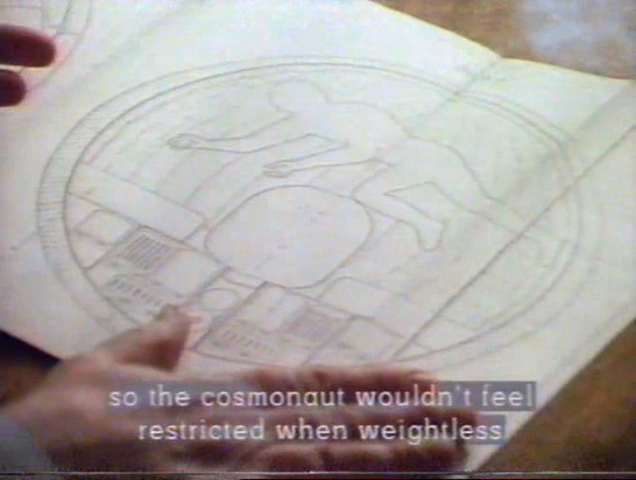 so the cosmonaut wouldn't feel
restricted when weightless